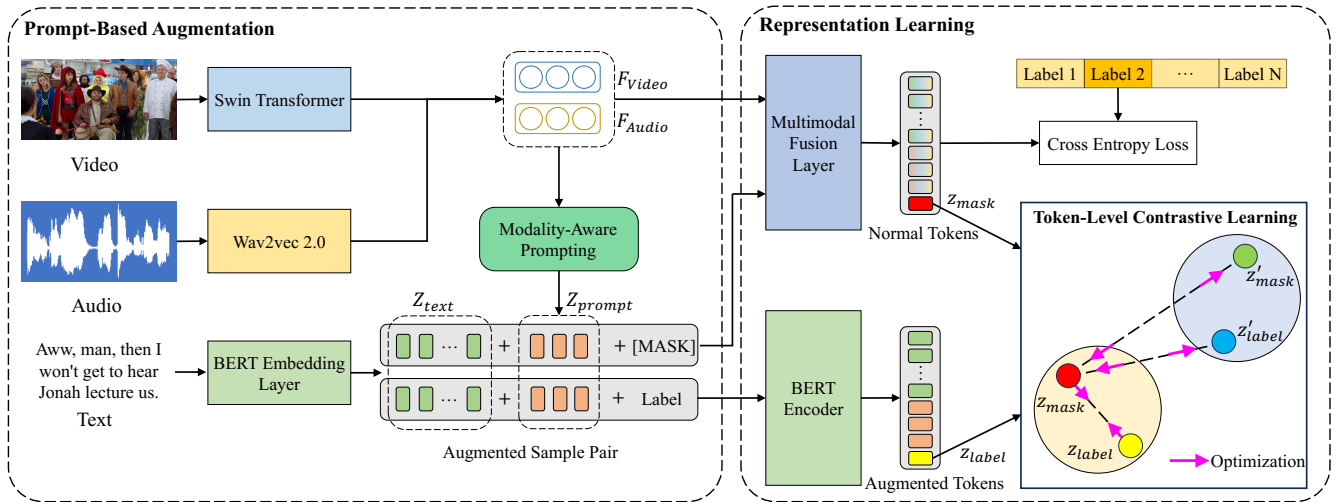 Prompt-Based Augmentation
Video
Swin Transformer
F_Video
F_Audio
Audio
Wav2vec 2.0
Modality-Aware
Prompting
Z_text
Z_prompt
Aww, man, then I
won't get to hear
Jonah lecture us.
Text
BERT Embedding
Layer
... + + [MASK]
... + + Label
Augmented Sample Pair
Representation Learning
Multimodal
Fusion
Layer
z_mask
Normal Tokens
Label 1 Label 2 ... Label N
Cross Entropy Loss
BERT
Encoder
z_label
Augmented Tokens
Token-Level Contrastive Learning
z'_mask
z'_label
z_mask
z_label
Optimization